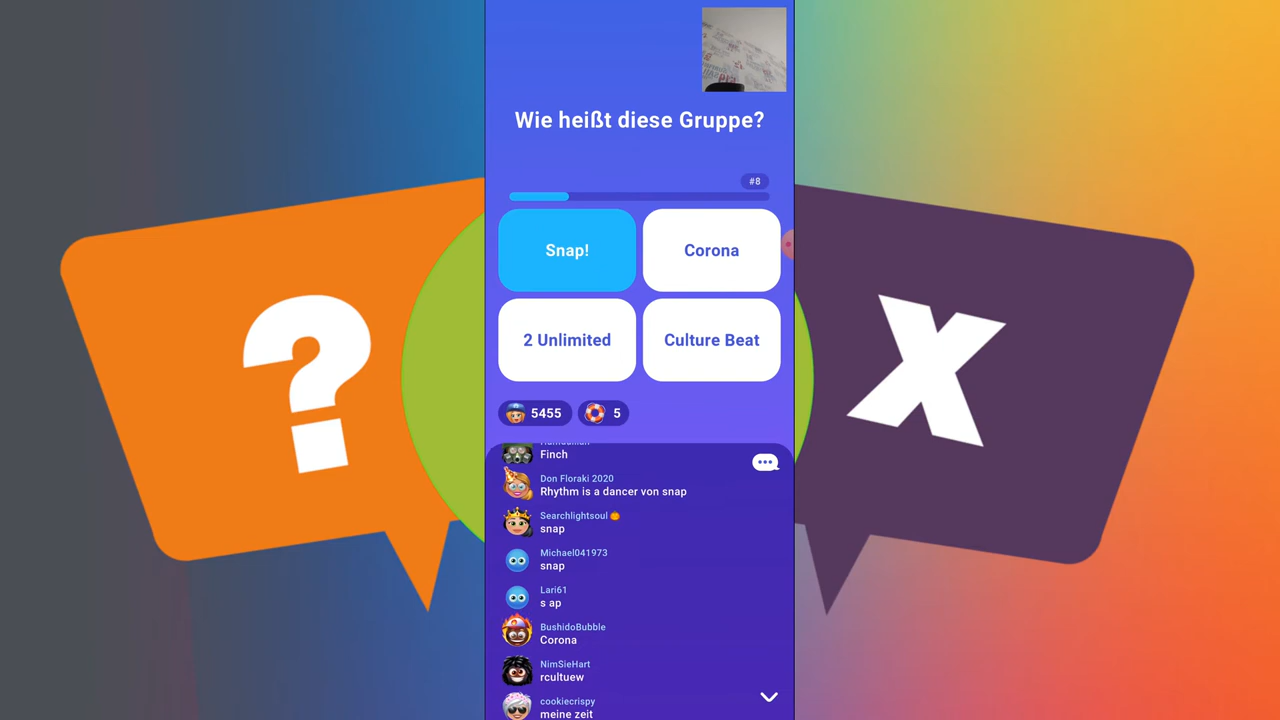 Wie heißt diese Gruppe?
#8
Snap!
Corona
2 Unlimited
Culture Beat
5455
5
Finch
Don Floraki 2020
Rhythm is a dancer von snap
Searchlightsoul
snap
Michael041973
snap
Lari61
s ap
BushidoBubble
Corona
NimSieHart
rcultuew
cookiecrispy
meine zeit
?
X